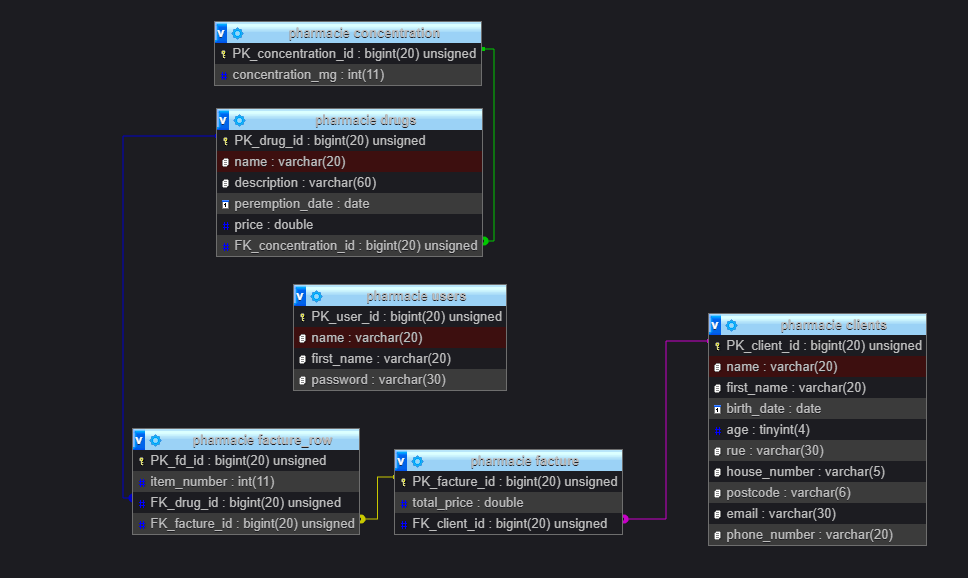 pharmacie concentration
PK_concentration_id : bigint(20) unsigned
concentration_mg : int(11)
pharmacie drugs
PK_drug_id : bigint(20) unsigned
name : varchar(20)
description : varchar(60)
peremption_date : date
price : double
FK_concentration_id : bigint(20) unsigned
pharmacie users
PK_user_id : bigint(20) unsigned
name : varchar(20)
first_name : varchar(20)
password : varchar(30)
pharmacie clients
PK_client_id : bigint(20) unsigned
name : varchar(20)
first_name : varchar(20)
birth_date : date
age : tinyint(4)
rue : varchar(30)
house_number : varchar(5)
postcode : varchar(6)
email : varchar(30)
phone_number : varchar(20)
pharmacie facture_row
PK_fd_id : bigint(20) unsigned
item_number : int(11)
FK_drug_id : bigint(20) unsigned
FK_facture_id : bigint(20) unsigned
pharmacie facture
PK_facture_id : bigint(20) unsigned
total_price : double
FK_client_id : bigint(20) unsigned